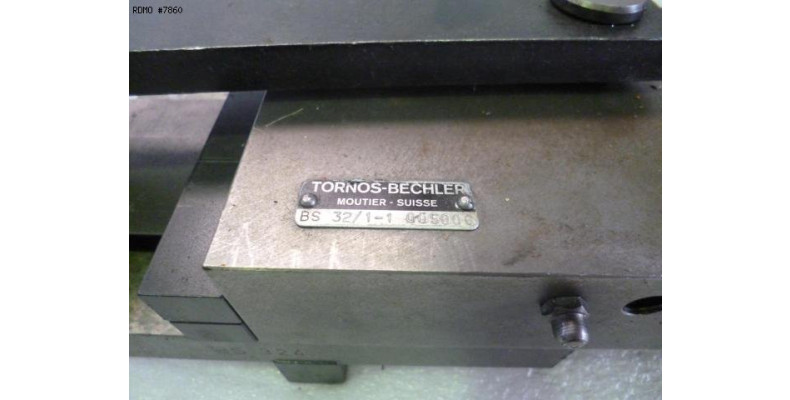 RDMO #7860
TORNOS-BECHLER
MOUTIER - SUISSE
BS 32/1-1